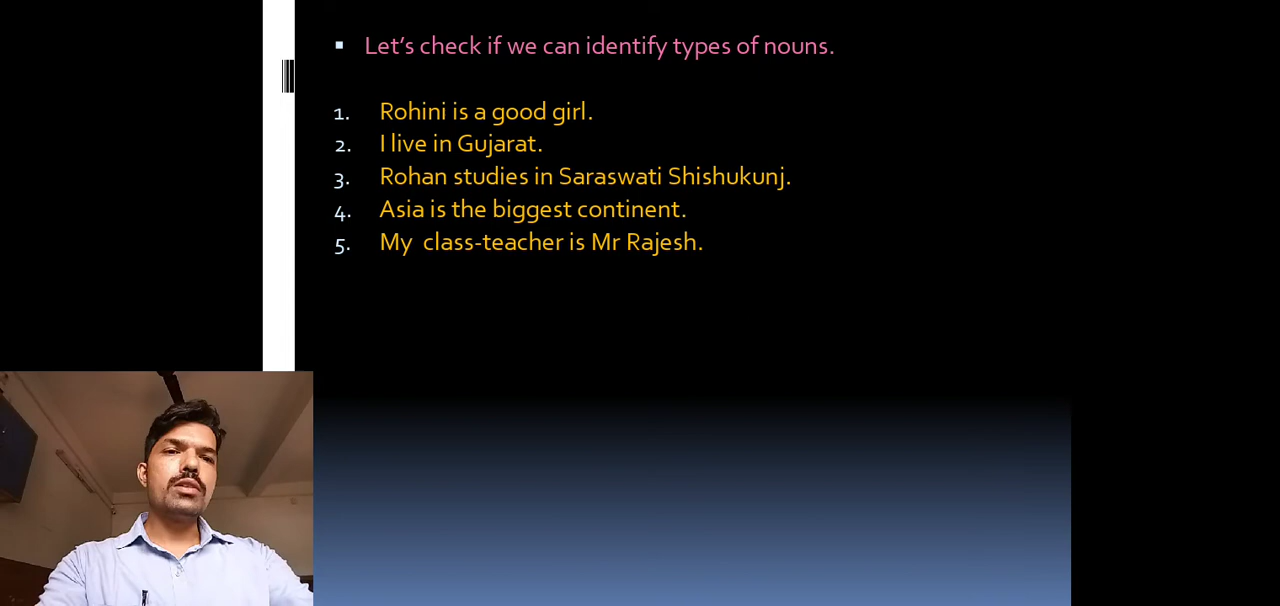 Let's check if we can identify types of nouns.
1. Rohini is a good girl.
2. I live in Gujarat.
3. Rohan studies in Saraswati Shishukunj.
4. Asia is the biggest continent.
5. My class-teacher is Mr Rajesh.